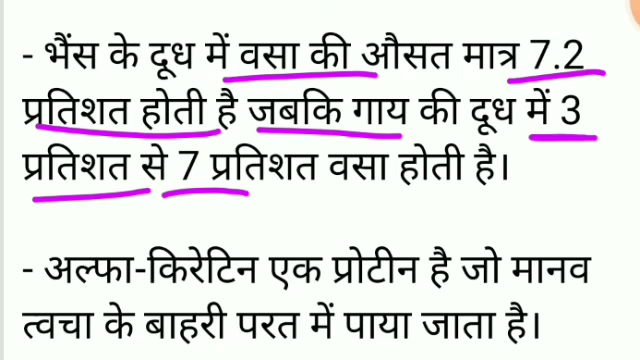 - भैंस के दूध में वसा की औसत मात्र 7.2
प्रतिशत होती है जबकि गाय की दूध में 3
प्रतिशत से 7 प्रतिशत वसा होती है।
- अल्फा-किरेटिन एक प्रोटीन है जो मानव
त्वचा के बाहरी परत में पाया जाता है।